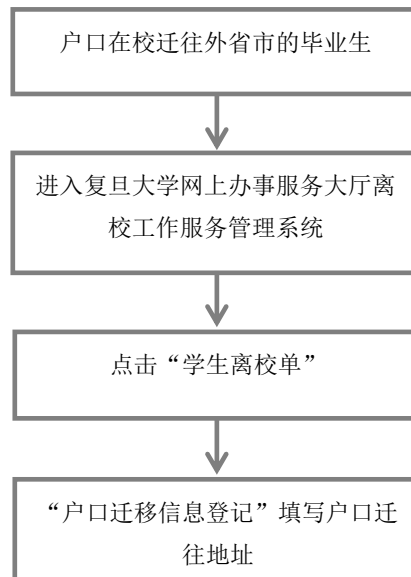 户口在校迁往外省市的毕业生
进入复旦大学网上办事服务大厅离
校工作服务管理系统
点击“学生离校单”
“户口迁移信息登记”填写户口迁
往地址